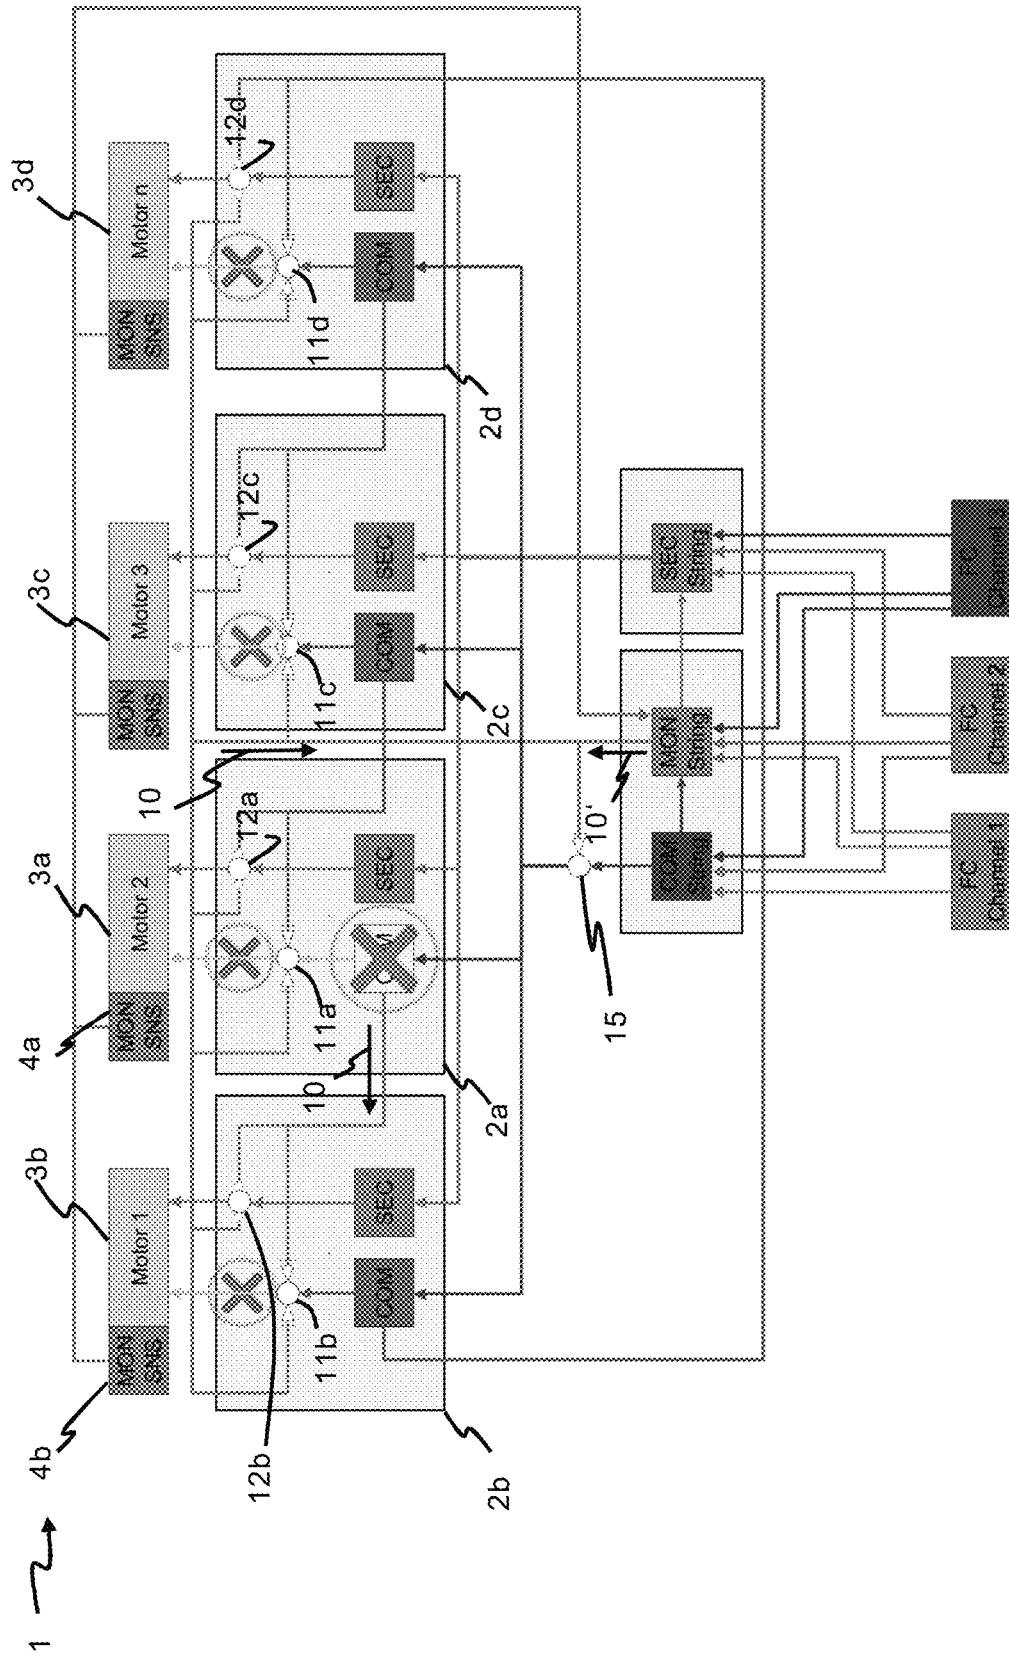 1
4b
3b
4a
3a
3c
3d
MON
SNS
Motor 1
MON
SNS
Motor 2
MON
SNS
Motor 3
MON
SNS
Motor n
10
12b
12a
12c
12d
11b
10
11a
11c
11d
COM
SEC
SEC
COM
SEC
COM
SEC
2b
2a
2c
2d
15
10'
COM
String
MON
String
SEC
String
FC
Channel 1
FC
Channel 2
FC
Channel 3